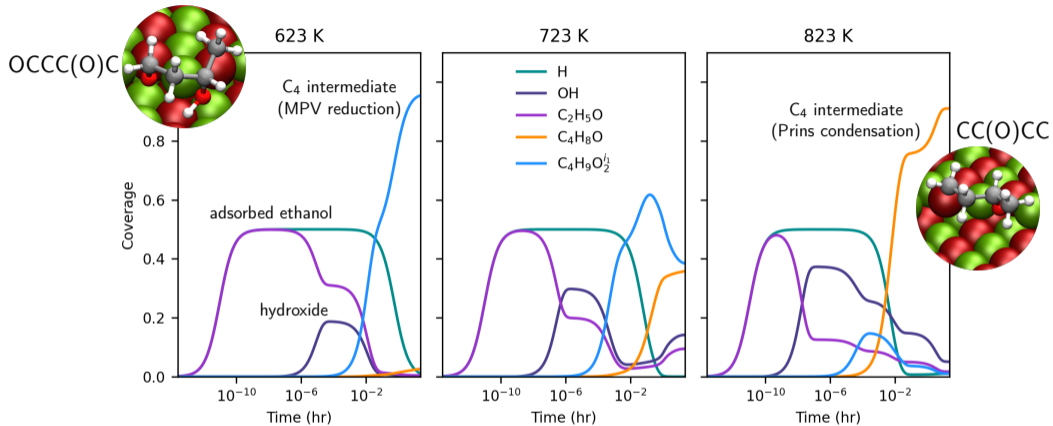 623 K
723 K
823 K
OCCC(O)C
CC(O)CC
C₄ intermediate
(MPV reduction)
adsorbed ethanol
hydroxide
H
OH
C₂H₅O
C₄H₈O
C₄H₉O₂^{i₁}
C₄ intermediate
(Prins condensation)
Coverage
0.8
0.6
0.4
0.2
0.0
10⁻¹⁰
10⁻⁶
10⁻²
10⁻¹⁰
10⁻⁶
10⁻²
10⁻¹⁰
10⁻⁶
10⁻²
Time (hr)
Time (hr)
Time (hr)